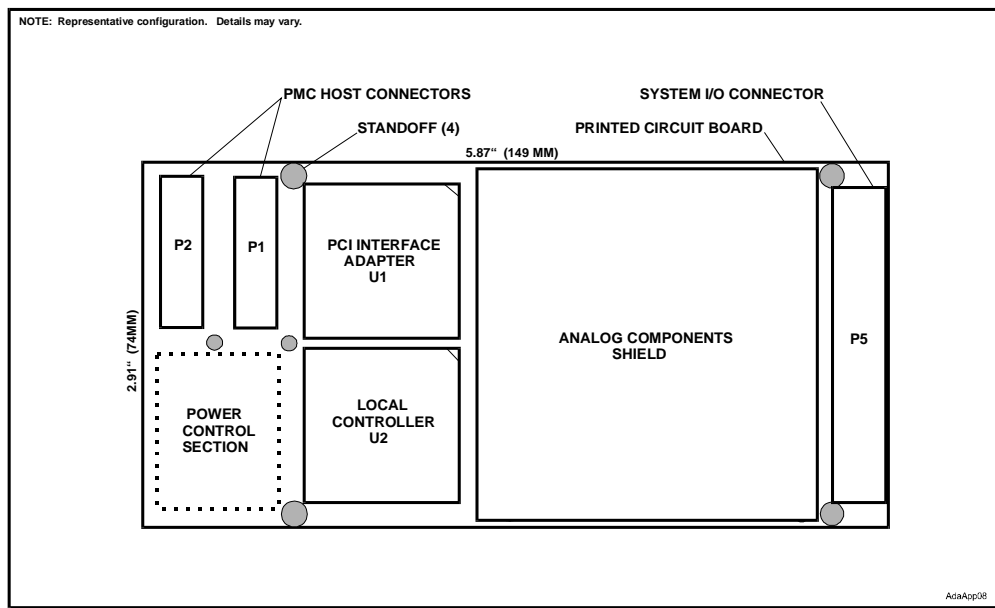 NOTE: Representative configuration. Details may vary.
PMC HOST CONNECTORS
SYSTEM I/O CONNECTOR
STANDOFF (4)
PRINTED CIRCUIT BOARD
5.87“ (149 MM)
P2
P1
PCI INTERFACE
ADAPTER
U1
ANALOG COMPONENTS
SHIELD
P5
2.91“ (74MM)
POWER
CONTROL
SECTION
LOCAL
CONTROLLER
U2
AdaApp08